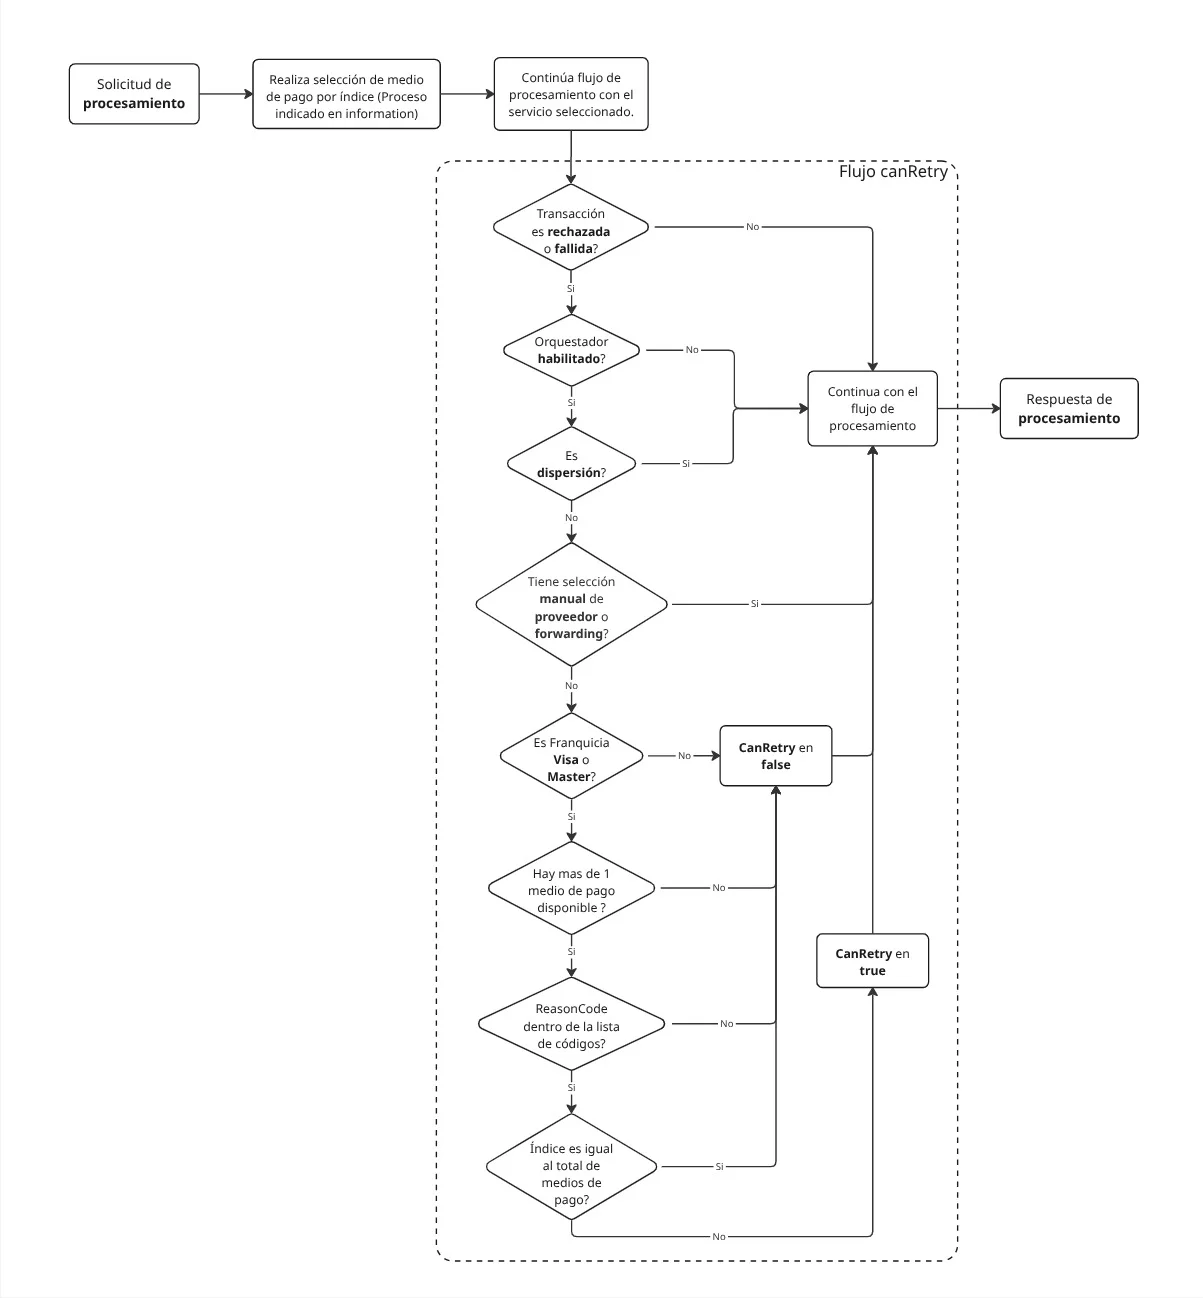 Solicitud de
procesamiento
Realiza selección de medio
de pago por índice (Proceso
indicado en information)
Continúa flujo de
procesamiento con el
servicio seleccionado.
Flujo canRetry
Transacción
es rechazada
o fallida?
No
Si
Orquestador
habilitado?
No
Si
Continua con el
flujo de
procesamiento
Respuesta de
procesamiento
Es
dispersión?
Si
No
Tiene selección
manual de
proveedor o
forwarding?
Si
No
Es Franquicia
Visa o
Master?
No
CanRetry en
false
Si
Hay mas de 1
medio de pago
disponible ?
No
Si
CanRetry en
true
ReasonCode
dentro de la lista
de códigos?
No
Si
Índice es igual
al total de
medios de
pago?
Si
No